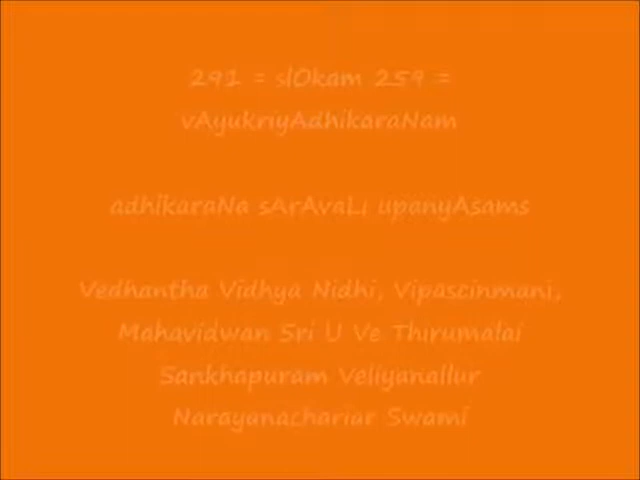 291 = slOkam 259 =
vAyukriyAdhikaraNam
adhikaraNa sArAvaLi upanyAsams
Vedhantha Vidhya Nidhi, Vipascinmani,
Mahavidwan Sri U Ve Thirumalai
Sankhapuram Veliyanallur
Narayanachariar Swami